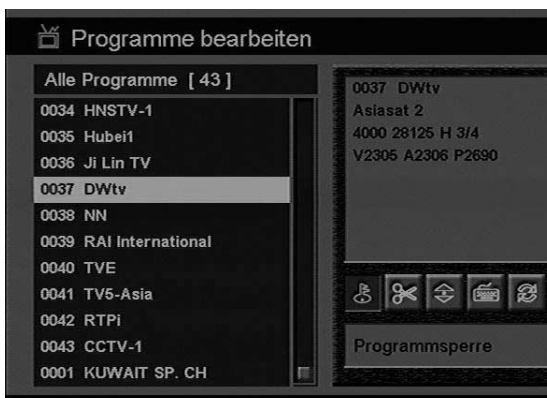 Programme bearbeiten
Alle Programme [ 43 ]
0034 HNSTV-1
0035 Hubei1
0036 Ji Lin TV
0037 DWtv
0038 NN
0039 RAI International
0040 TVE
0041 TV5-Asia
0042 RTPi
0043 CCTV-1
0001 KUWAIT SP. CH
0037 DWtv
Asiasat 2
4000 28125 H 3/4
V2305 A2306 P2690
Programmsperre